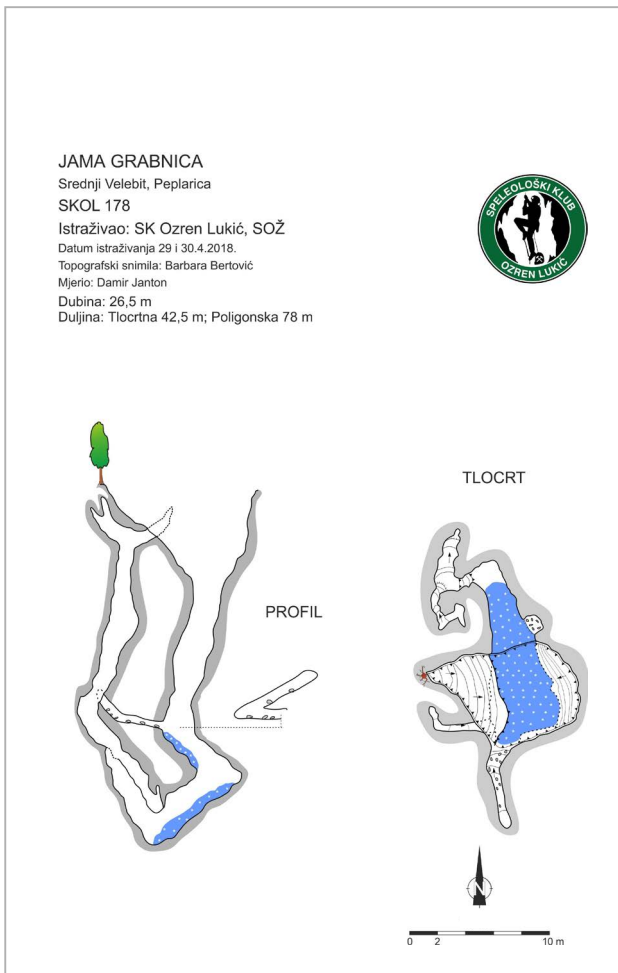 JAMA GRABNICA
Srednji Velebit, Peplarica
SKOL 178
Istraživao: SK Ozren Lukić, SOŽ
Datum istraživanja 29 i 30.4.2018.
Topografski snimila: Barbara Bertović
Mjerio: Damir Janton
Dubina: 26,5 m
Duljina: Tlocrtna 42,5 m; Poligonska 78 m
SPELEOLOŠKI KLUB
OZREN LUKIĆ
TLOCRT
PROFIL
N
0 2 10 m